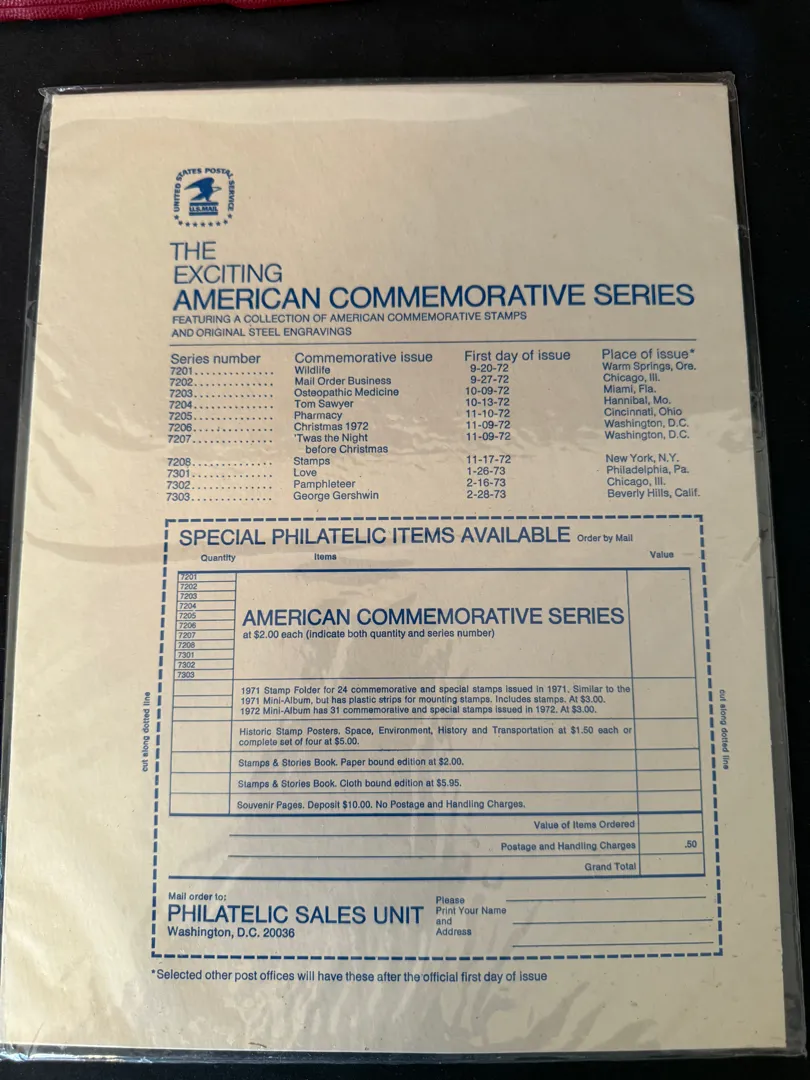 UNITED STATES POSTAL SERVICE
U.S.MAIL
THE
EXCITING
AMERICAN COMMEMORATIVE SERIES
FEATURING A COLLECTION OF AMERICAN COMMEMORATIVE STAMPS
AND ORIGINAL STEEL ENGRAVINGS
Series number Commemorative issue First day of issue Place of issue*
7201.............. Wildlife 9-20-72 Warm Springs, Ore.
7202.............. Mail Order Business 9-27-72 Chicago, Ill.
7203.............. Osteopathic Medicine 10-09-72 Miami, Fla.
7204.............. Tom Sawyer 10-13-72 Hannibal, Mo.
7205.............. Pharmacy 11-10-72 Cincinnati, Ohio
7206.............. Christmas 1972 11-09-72 Washington, D.C.
7207.............. 'Twas the Night 11-09-72 Washington, D.C.
before Christmas
7208.............. Stamps 11-17-72 New York, N.Y.
7301.............. Love 1-26-73 Philadelphia, Pa.
7302.............. Pamphleteer 2-16-73 Chicago, Ill.
7303.............. George Gershwin 2-28-73 Beverly Hills, Calif.
SPECIAL PHILATELIC ITEMS AVAILABLE Order by Mail
Quantity Items Value
7201
7202
7203
7204
7205
7206
7207
7208
7301
7302
7303
AMERICAN COMMEMORATIVE SERIES
at $2.00 each (indicate both quantity and series number)
1971 Stamp Folder for 24 commemorative and special stamps issued in 1971. Similar to the
1971 Mini-Album, but has plastic strips for mounting stamps. Includes stamps. At $3.00.
1972 Mini-Album has 31 commemorative and special stamps issued in 1972. At $3.00.
Historic Stamp Posters. Space, Environment, History and Transportation at $1.50 each or
complete set of four at $5.00.
Stamps & Stories Book. Paper bound edition at $2.00.
Stamps & Stories Book. Cloth bound edition at $5.95.
Souvenir Pages. Deposit $10.00. No Postage and Handling Charges.
Value of Items Ordered
Postage and Handling Charges .50
Grand Total
cut along dotted line
cut along dotted line
Mail order to:
PHILATELIC SALES UNIT
Washington, D.C. 20036
Please
Print Your Name
and
Address
*Selected other post offices will have these after the official first day of issue